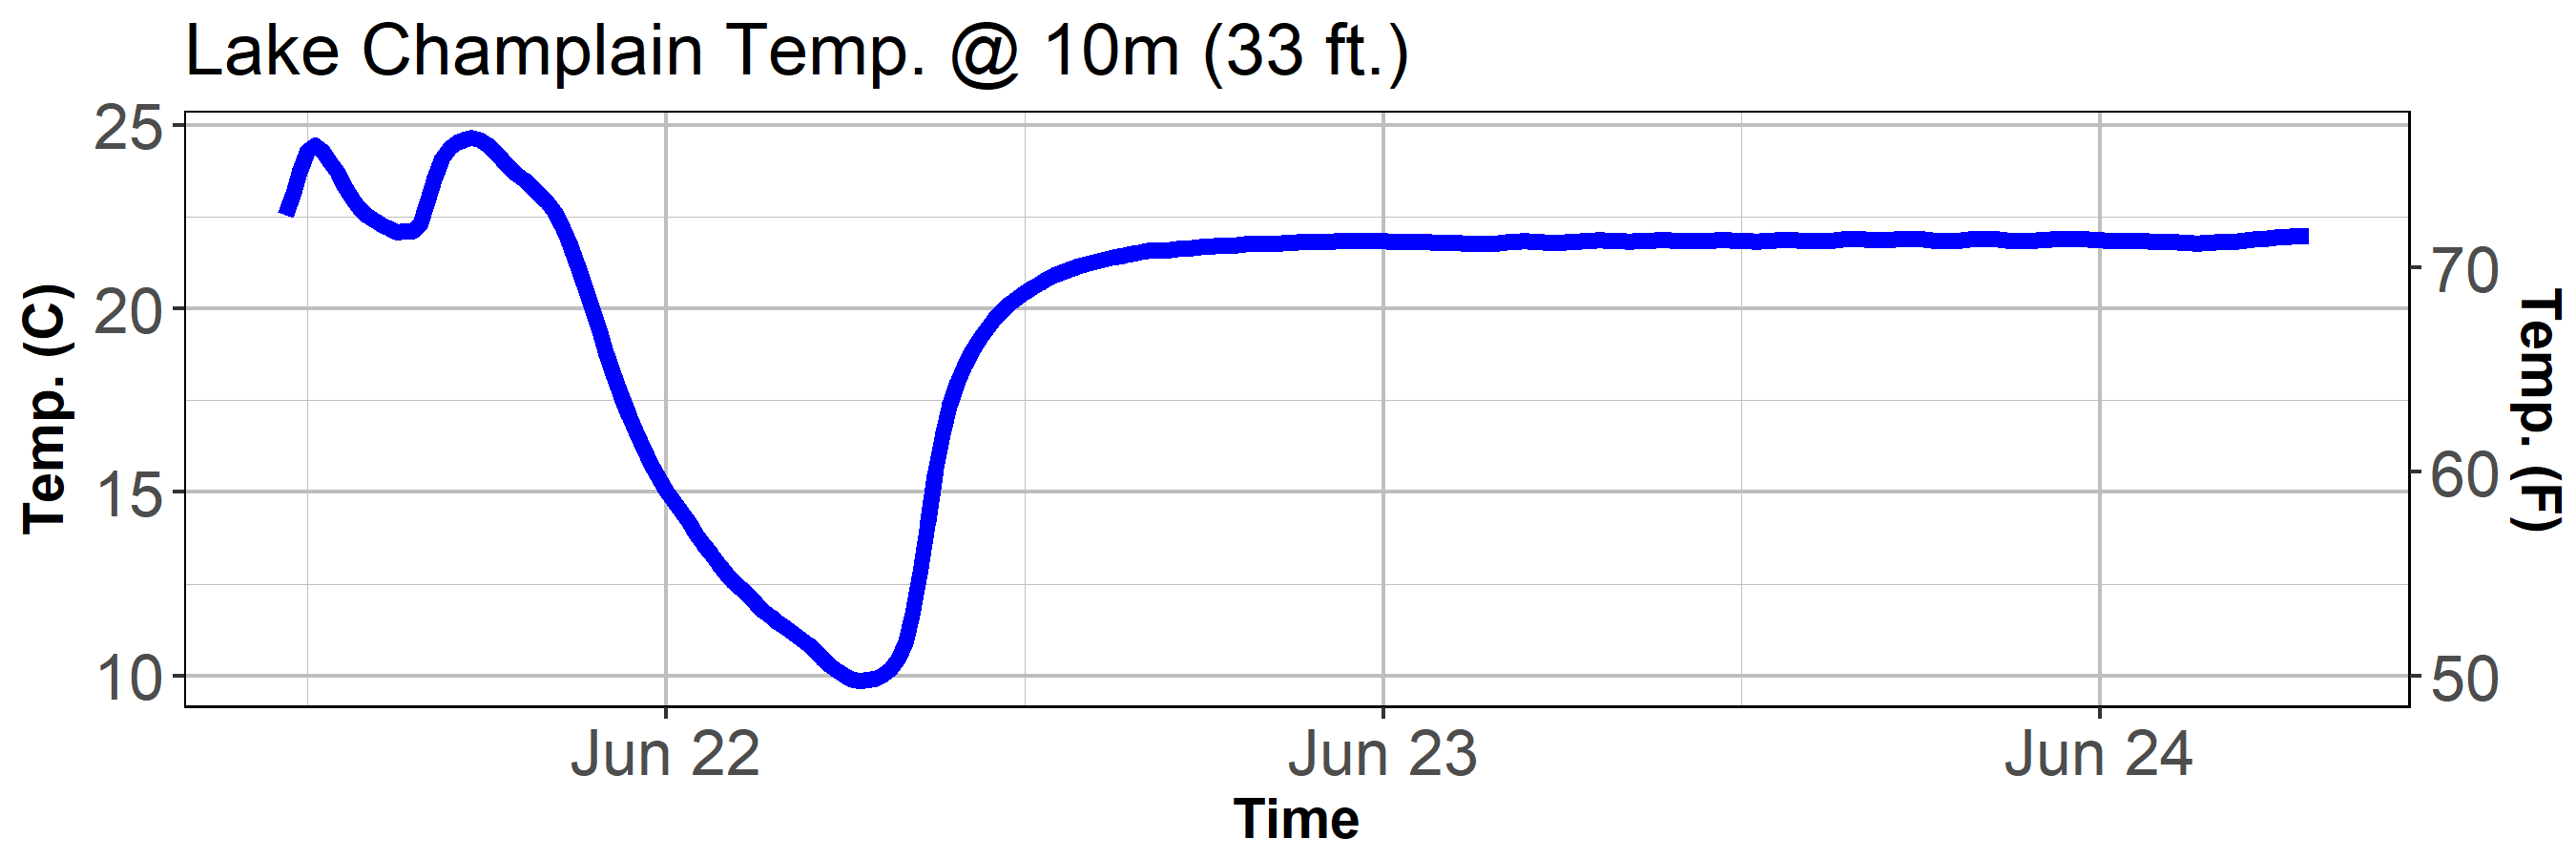 Lake Champlain Temp. @ 10m (33 ft.)
25
20
15
10
Temp. (C)
70
60
50
Temp. (F)
Jun 22
Jun 23
Jun 24
Time